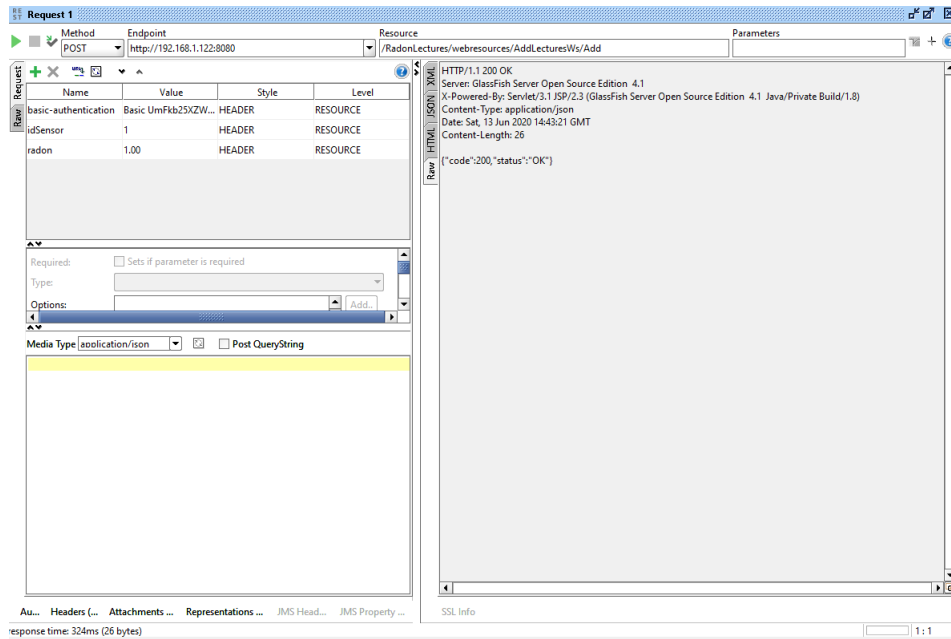 REST Request 1
Method Endpoint Resource Parameters
POST http://192.168.1.122:8080 /RadonLectures/webresources/AddLecturesWs/Add
Request
Raw
Name Value Style Level
basic-authentication Basic UmFkb25XZW... HEADER RESOURCE
idSensor 1 HEADER RESOURCE
radon 1.00 HEADER RESOURCE
Required: Sets if parameter is required
Type:
Options: Add..
Media Type application/json Post QueryString
Au... Headers (... Attachments ... Representations ... JMS Head... JMS Property ...
response time: 324ms (26 bytes)
XML
JSON
HTML
Raw
HTTP/1.1 200 OK
Server: GlassFish Server Open Source Edition 4.1
X-Powered-By: Servlet/3.1 JSP/2.3 (GlassFish Server Open Source Edition 4.1 Java/Private Build/1.8)
Content-Type: application/json
Date: Sat, 13 Jun 2020 14:43:21 GMT
Content-Length: 26
{"code":200,"status":"OK"}
SSL Info
1 : 1